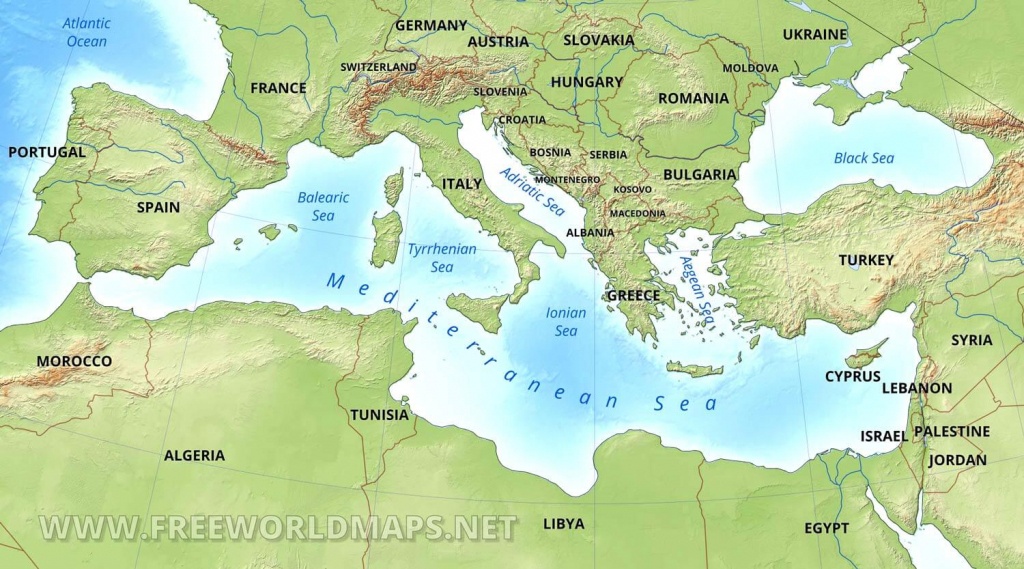 Atlantic
Ocean
GERMANY
AUSTRIA
SLOVAKIA
UKRAINE
SWITZERLAND
MOLDOVA
FRANCE
SLOVENIA
HUNGARY
ROMANIA
CROATIA
PORTUGAL
BOSNIA
SERBIA
Black Sea
ITALY
MONTENEGRO
KOSOVO
BULGARIA
SPAIN
Balearic
Sea
Adriatic Sea
MACEDONIA
ALBANIA
Tyrrhenian
Sea
TURKEY
Aegean Sea
GREECE
Ionian
Sea
Mediterranean Sea
SYRIA
MOROCCO
CYPRUS
LEBANON
TUNISIA
ISRAEL
PALESTINE
ALGERIA
JORDAN
LIBYA
EGYPT
WWW.FREEWORLDMAPS.NET